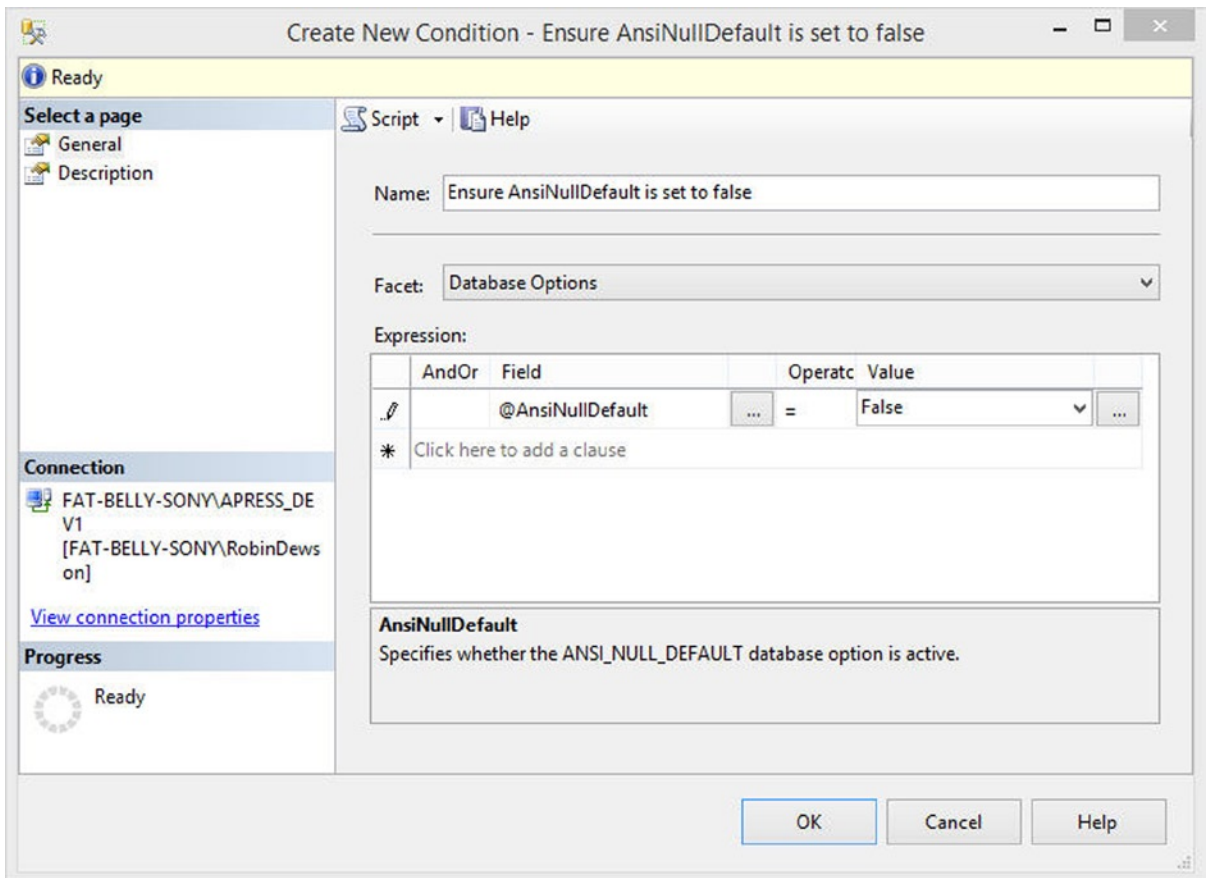 Create New Condition - Ensure AnsiNullDefault is set to false
Ready
Select a page
General
Description
Connection
FAT-BELLY-SONY\APRESS_DE
V1
[FAT-BELLY-SONY\RobinDews
on]
View connection properties
Progress
Ready
Script Help
Name: Ensure AnsiNullDefault is set to false
Facet: Database Options
Expression:
AndOr Field Operatc Value
@AnsiNullDefault ... = False ...
Click here to add a clause
AnsiNullDefault
Specifies whether the ANSI_NULL_DEFAULT database option is active.
OK Cancel Help